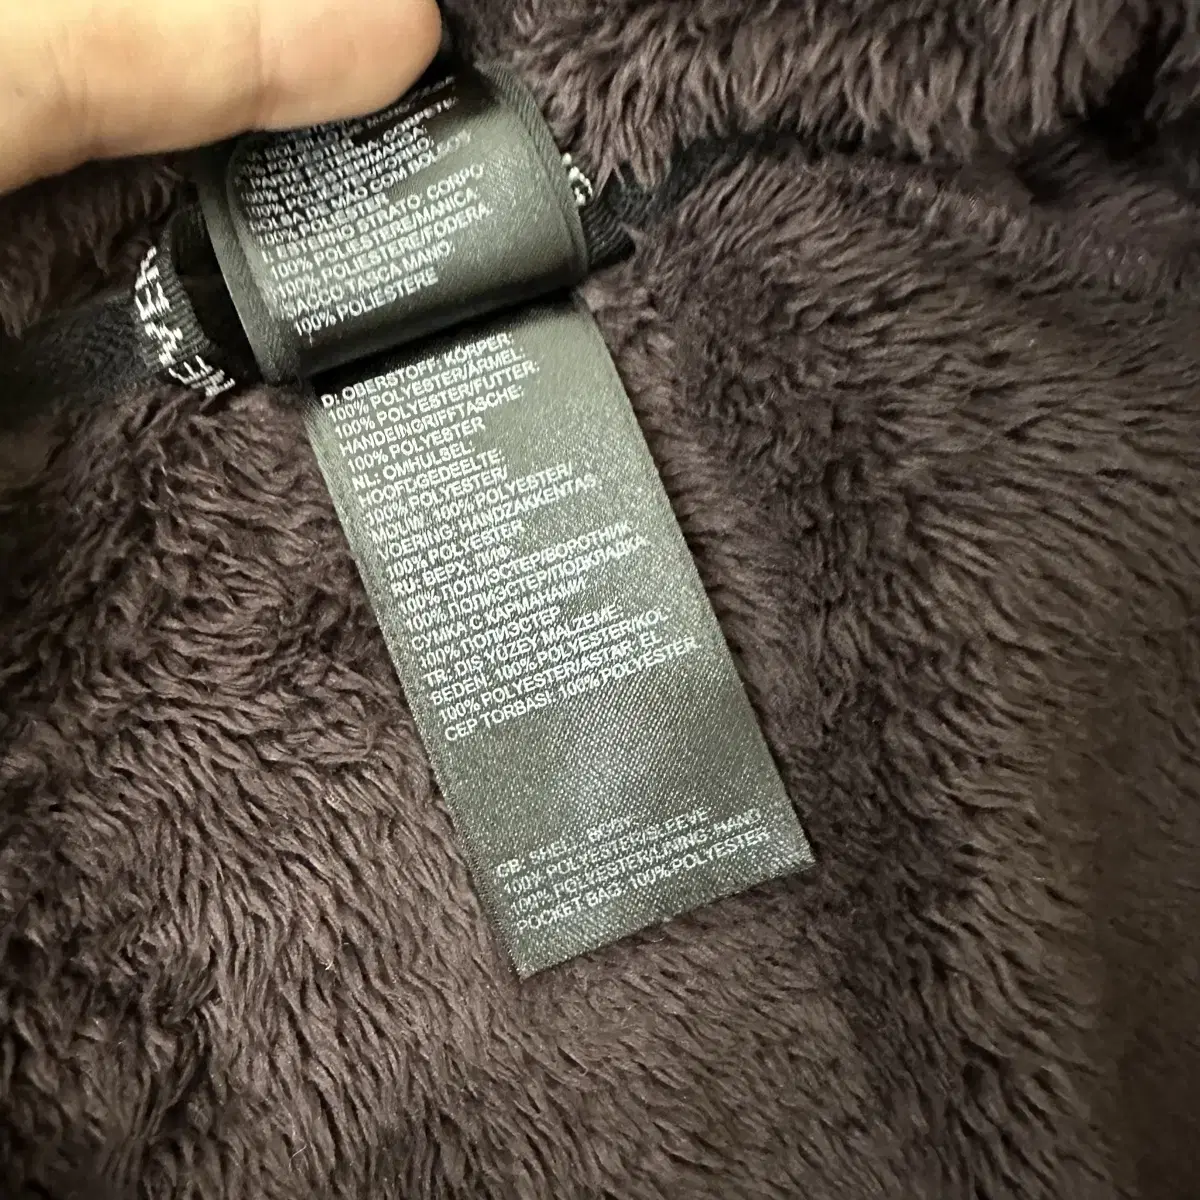 100% POLIESTER
I: ESTERNO D'STRATO: CORPO
100% POLIESTERE/MANICA:
100% POLIESTERE/FODERA:
SACCO TASCA MANO:
100% POLIESTERE
D: OBERSTOFF: KÖRPER:
100% POLYESTER/ÄRMEL:
100% POLYESTER/FUTTER:
HANDEINGRIFFTASCHE:
100% POLYESTER
NL: OMHULSEL:
HOOFT.GEDEELTE:
100% POLYESTER/
MOUW: 100% POLYESTER/
VOERING HANDZAKKENTAS
100% POLYESTER
RU: ВЕРХ: ЛИФ
100% ПОЛИЭСТЕР/ВОРОТНИК
100% ПОЛИЭСТЕР/ПОДКЛАДКА
СУМКА С КАРМАНАМИ
100% ПОЛИЭСТЕР
TR: DIŞ YÜZEY MALZEME:
BEDEN: 100% POLYESTER/KOL
100% POLYESTER/ASTAR: EL
CEP TORBASI: 100% POLYESTER
GB: SHELL: BODY:
100% POLYESTER/SLEEVE
100% POLYESTER/LINING: HAND
POCKET BAG: 100% POLYESTER